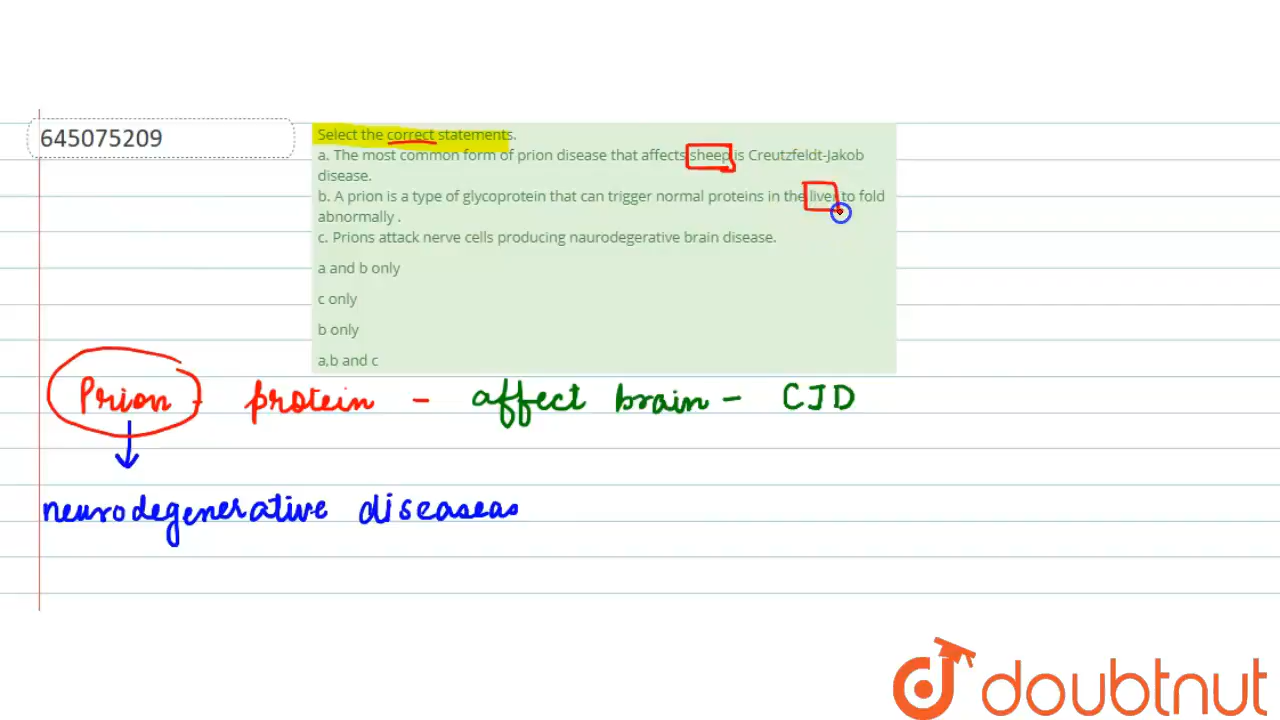 645075209
Select the correct statements.
a. The most common form of prion disease that affects sheep is Creutzfeldt-Jakob
disease.
b. A prion is a type of glycoprotein that can trigger normal proteins in the liver to fold
abnormally .
c. Prions attack nerve cells producing naurodegerative brain disease.
a and b only
c only
b only
a,b and c
Prion - protein - affect brain - CJD
neurodegenerative diseaseas
doubtnut